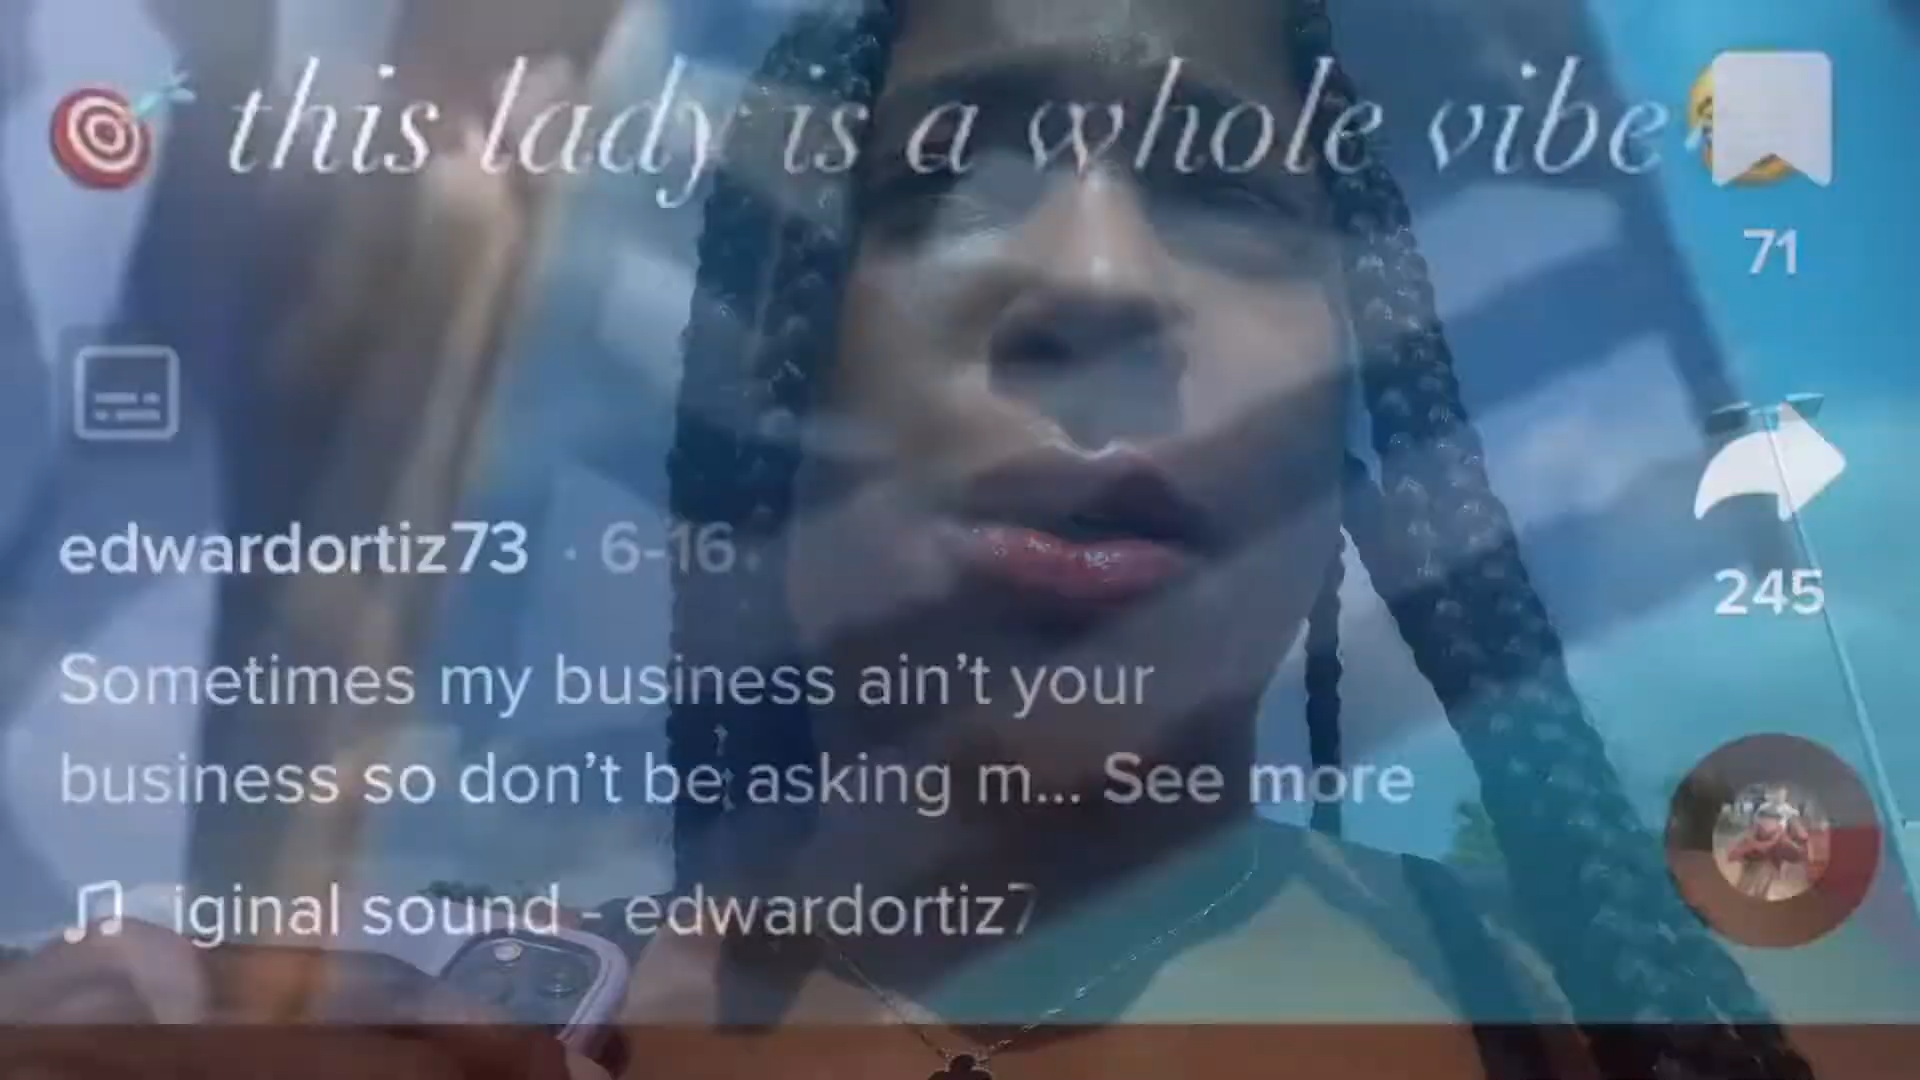 this lady is a whole vibe
71
edwardortiz73 · 6-16
245
Sometimes my business ain't your
business so don't be asking m... See more
iginal sound - edwardortiz7